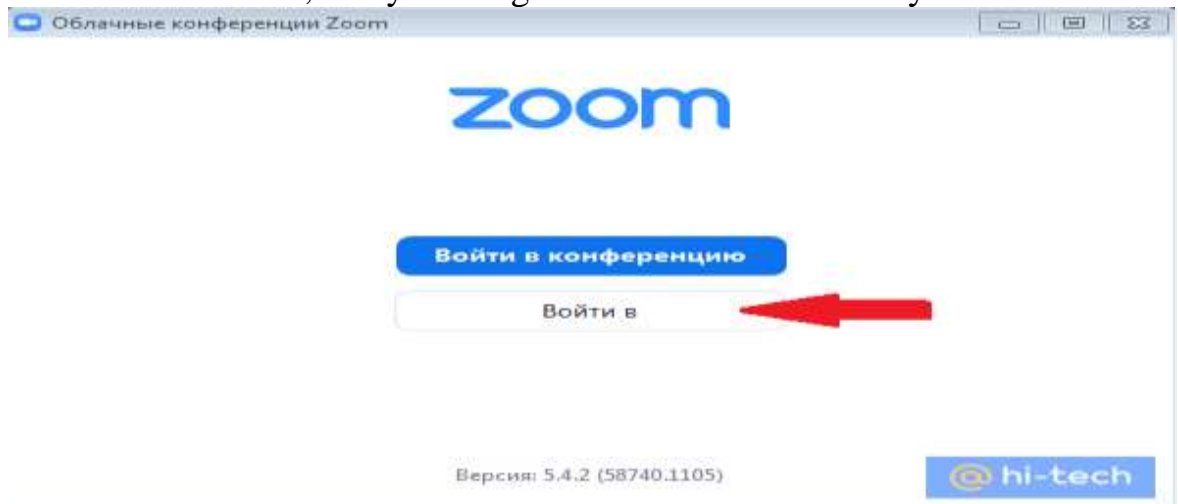 Облачные конференции Zoom
zoom
Войти в конференцию
Войти в
Версия: 5.4.2 (58740.1105)
@ hi-tech